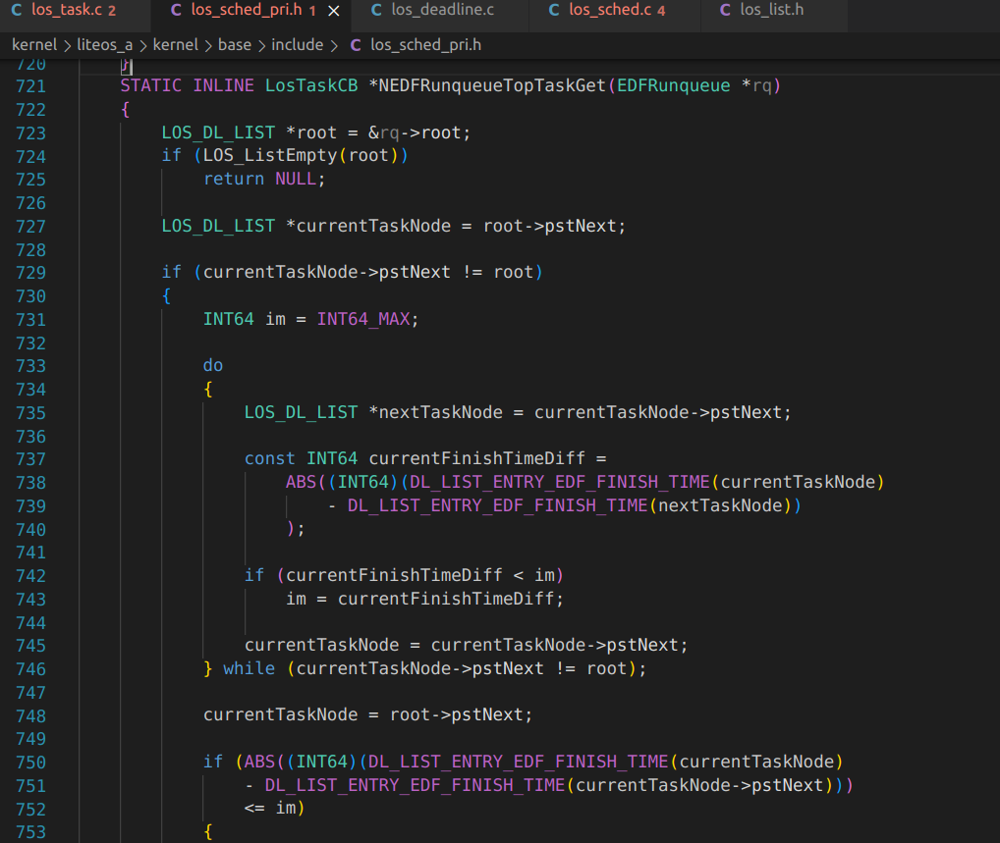 C los_task.c 2 C los_sched_pri.h 1 × C los_deadline.c C los_sched.c 4 C los_list.h
kernel > liteos_a > kernel > base > include > C los_sched_pri.h
720 }
721 STATIC INLINE LosTaskCB *NEDFRunqueueTopTaskGet(EDFRunqueue *rq)
722 {
723 LOS_DL_LIST *root = &rq->root;
724 if (LOS_ListEmpty(root))
725 return NULL;
726
727 LOS_DL_LIST *currentTaskNode = root->pstNext;
728
729 if (currentTaskNode->pstNext != root)
730 {
731 INT64 im = INT64_MAX;
732
733 do
734 {
735 LOS_DL_LIST *nextTaskNode = currentTaskNode->pstNext;
736
737 const INT64 currentFinishTimeDiff =
738 ABS((INT64)(DL_LIST_ENTRY_EDF_FINISH_TIME(currentTaskNode)
739 - DL_LIST_ENTRY_EDF_FINISH_TIME(nextTaskNode))
740 );
741
742 if (currentFinishTimeDiff < im)
743 im = currentFinishTimeDiff;
744
745 currentTaskNode = currentTaskNode->pstNext;
746 } while (currentTaskNode->pstNext != root);
747
748 currentTaskNode = root->pstNext;
749
750 if (ABS((INT64)(DL_LIST_ENTRY_EDF_FINISH_TIME(currentTaskNode)
751 - DL_LIST_ENTRY_EDF_FINISH_TIME(currentTaskNode->pstNext)))
752 <= im)
753 {